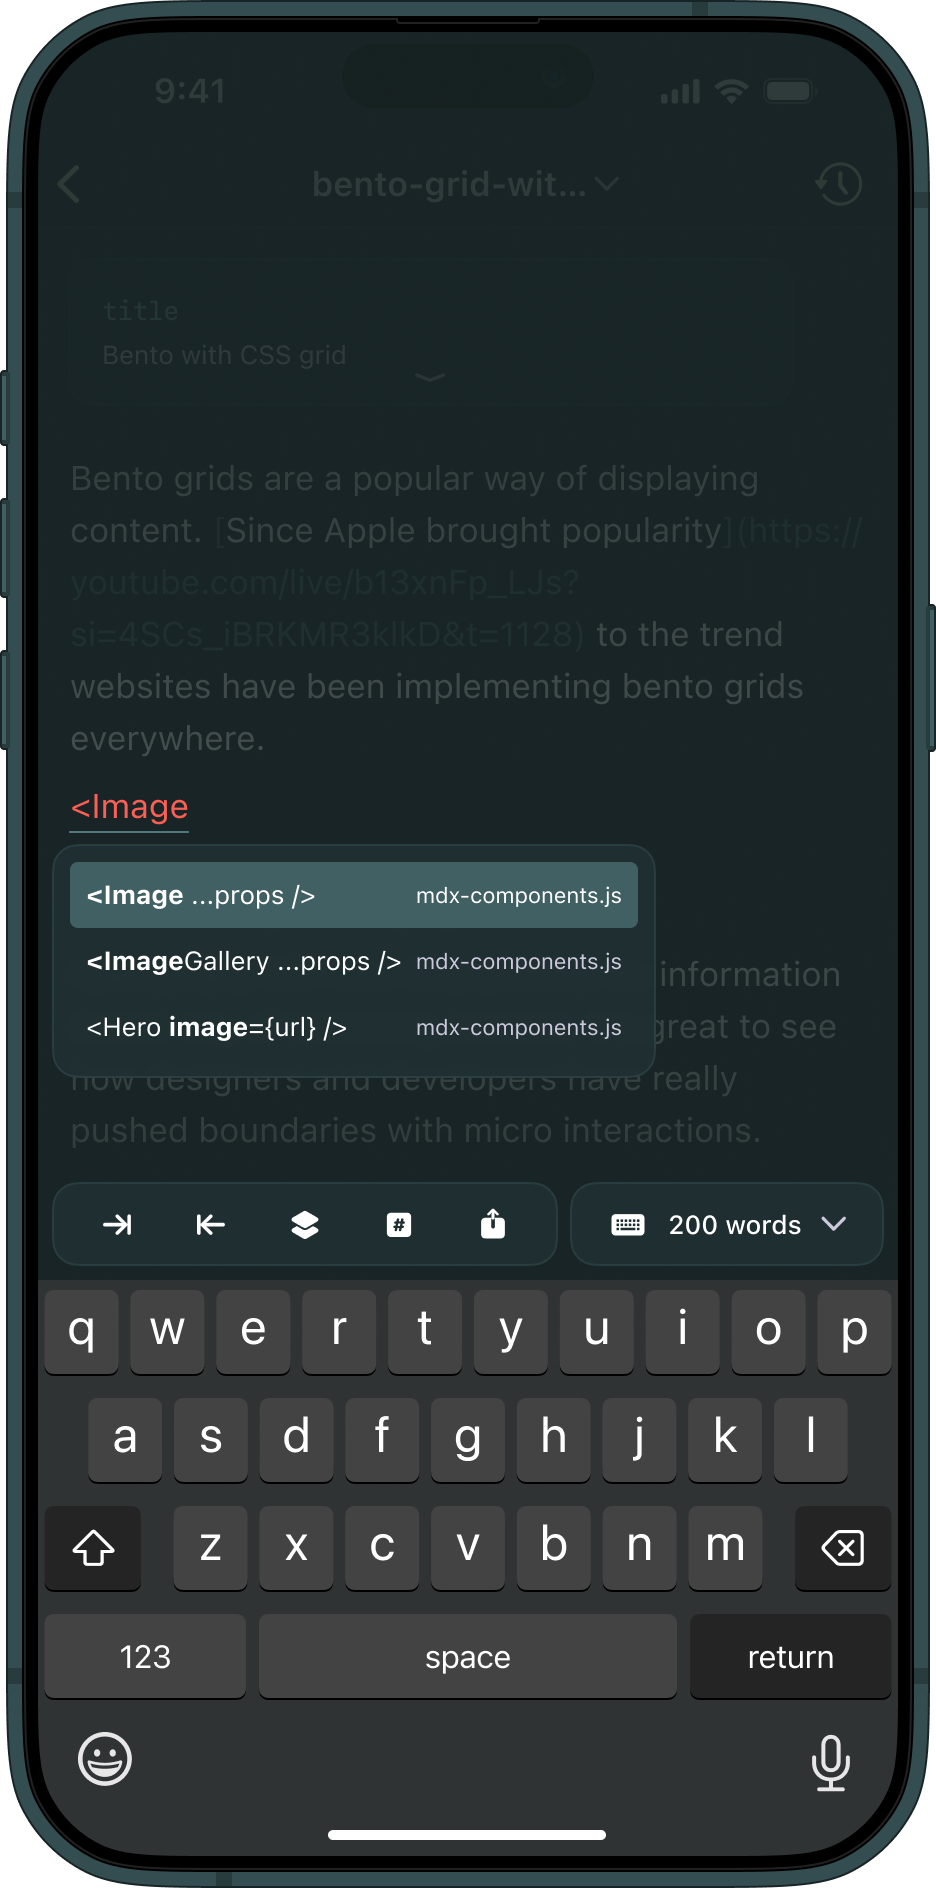 9:41
bento-grid-wit...
title
Bento with CSS grid
Bento grids are a popular way of displaying
content. [Since Apple brought popularity](https://
youtube.com/live/b13xnFp_LJs?
si=4SCs_iBRKMR3klkD&t=1128) to the trend
websites have been implementing bento grids
everywhere.
<Image
<Image ...props /> mdx-components.js
<ImageGallery ...props /> mdx-components.js
information
<Hero image={url} /> mdx-components.js
great to see
how designers and developers have really
pushed boundaries with micro interactions.
# 200 words
q w e r t y u i o p
a s d f g h j k l
z x c v b n m
123 space return